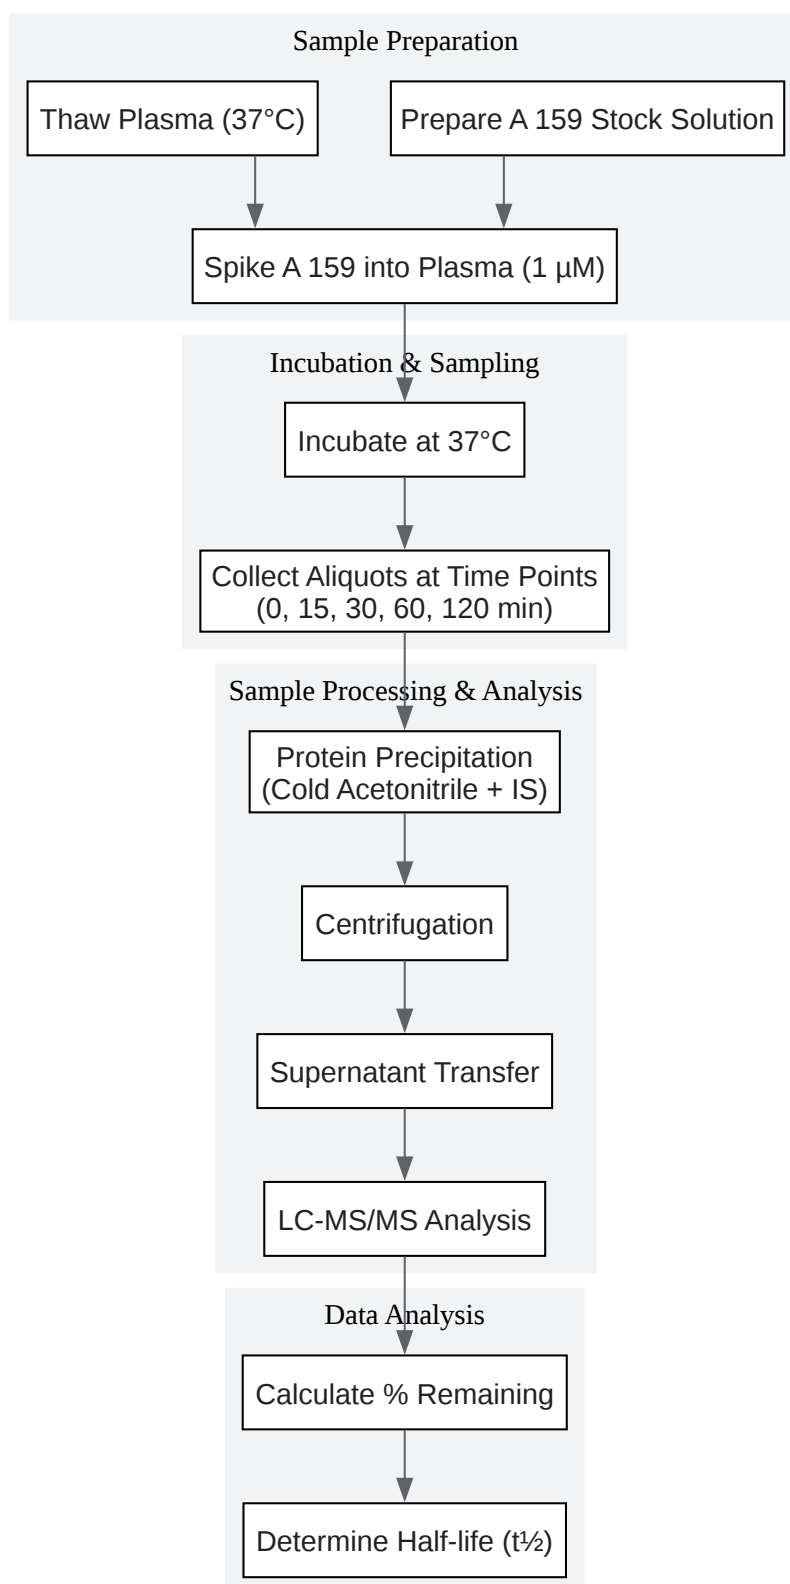 Sample Preparation
Thaw Plasma (37°C)
Prepare A 159 Stock Solution
Spike A 159 into Plasma (1 µM)
Incubation & Sampling
Incubate at 37°C
Collect Aliquots at Time Points
(0, 15, 30, 60, 120 min)
Sample Processing & Analysis
Protein Precipitation
(Cold Acetonitrile + IS)
Centrifugation
Supernatant Transfer
LC-MS/MS Analysis
Data Analysis
Calculate % Remaining
Determine Half-life (t½)